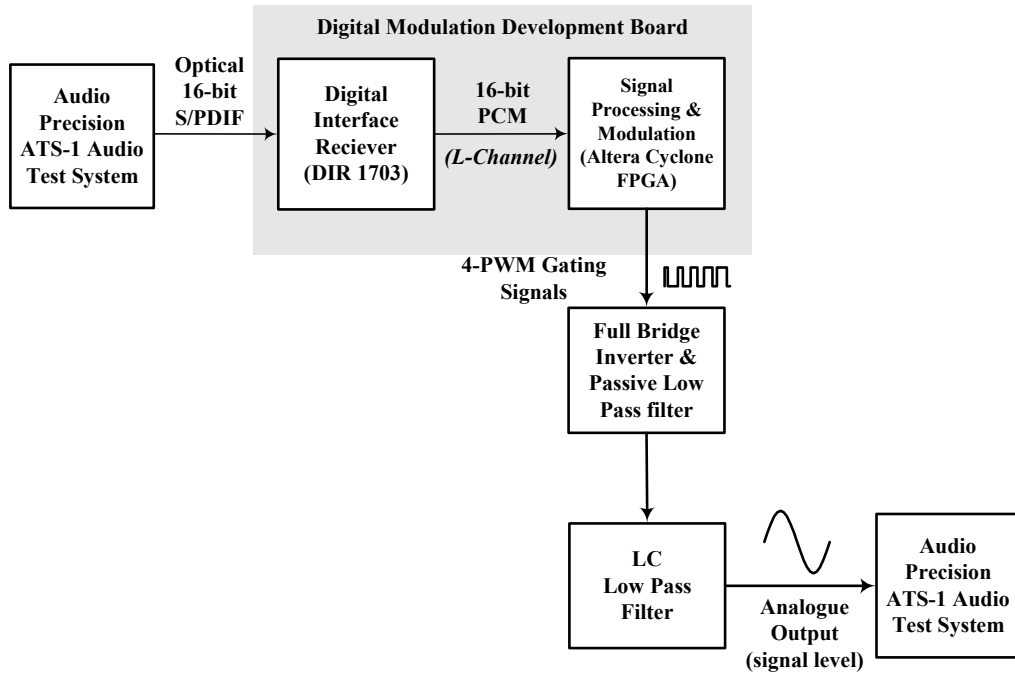 Digital Modulation Development Board
Audio
Precision
ATS-1 Audio
Test System
Optical
16-bit
S/PDIF
Digital
Interface
Reciever
(DIR 1703)
16-bit
PCM
(L-Channel)
Signal
Processing &
Modulation
(Altera Cyclone
FPGA)
4-PWM Gating
Signals
Full Bridge
Inverter &
Passive Low
Pass filter
LC
Low Pass
Filter
Analogue
Output
(signal level)
Audio
Precision
ATS-1 Audio
Test System